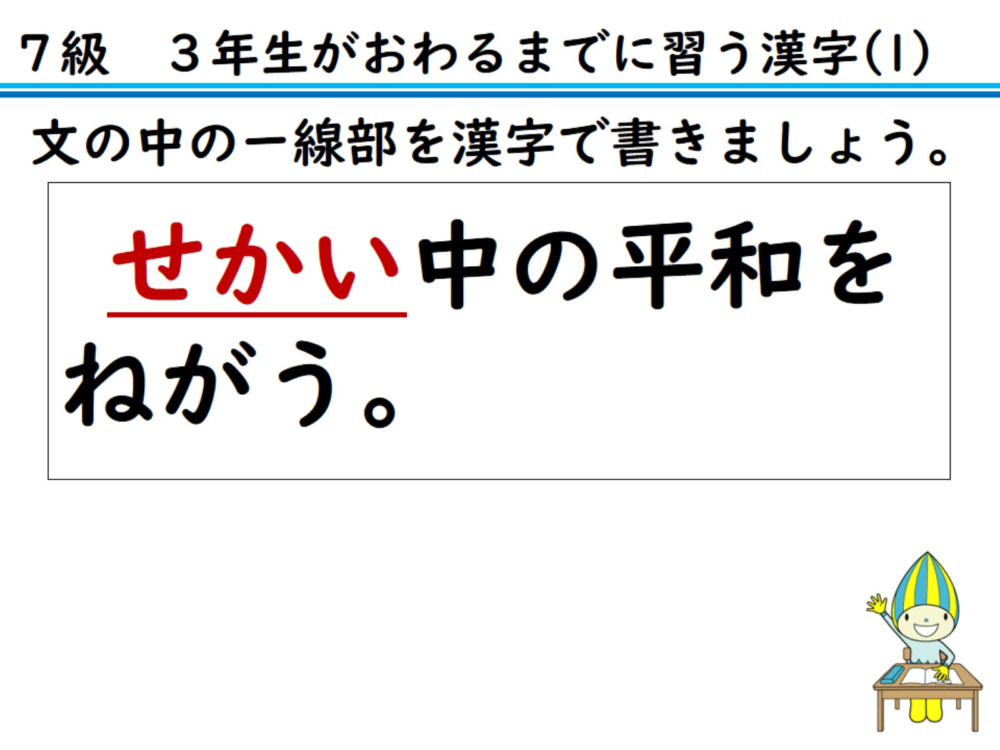 ７級　３年生がおわるまでに習う漢字(1)
文の中の一線部を漢字で書きましょう。
せかい中の平和を
ねがう。